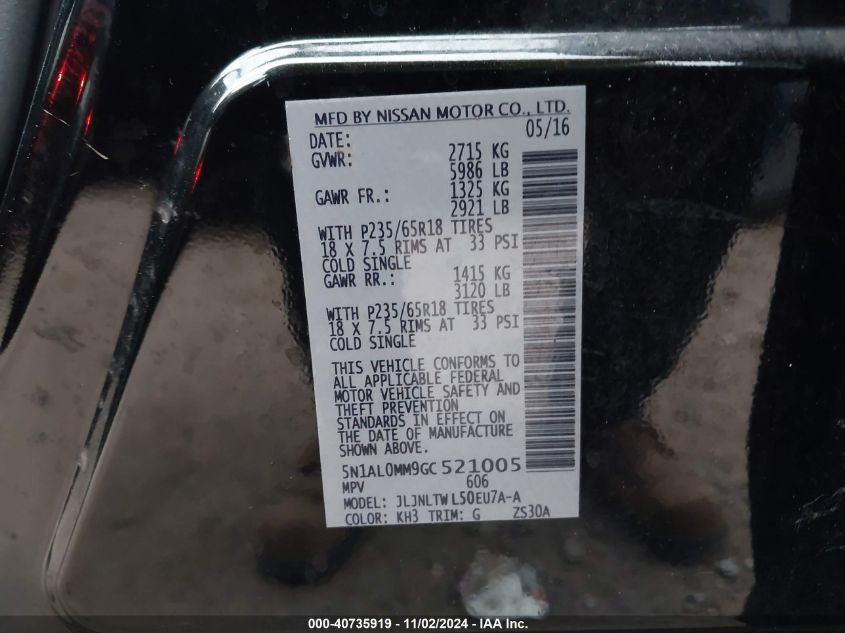 MFD BY NISSAN MOTOR CO., LTD.
DATE: 05/16
GVWR: 2715 KG
5986 LB
GAWR FR.: 1325 KG
2921 LB
WITH P235/65R18 TIRES
18 X 7.5 RIMS AT 33 PSI
COLD SINGLE
GAWR RR.: 1415 KG
3120 LB
WITH P235/65R18 TIRES
18 X 7.5 RIMS AT 33 PSI
COLD SINGLE
THIS VEHICLE CONFORMS TO
ALL APPLICABLE FEDERAL
MOTOR VEHICLE SAFETY AND
THEFT PREVENTION
STANDARDS IN EFFECT ON
THE DATE OF MANUFACTURE
SHOWN ABOVE.
5N1AL0MM9GC521005
MPV 606
MODEL: JLJNLTWL50EU7A-A
COLOR: KH3 TRIM: G ZS30A
000-40735919 - 11/02/2024 - IAA Inc.